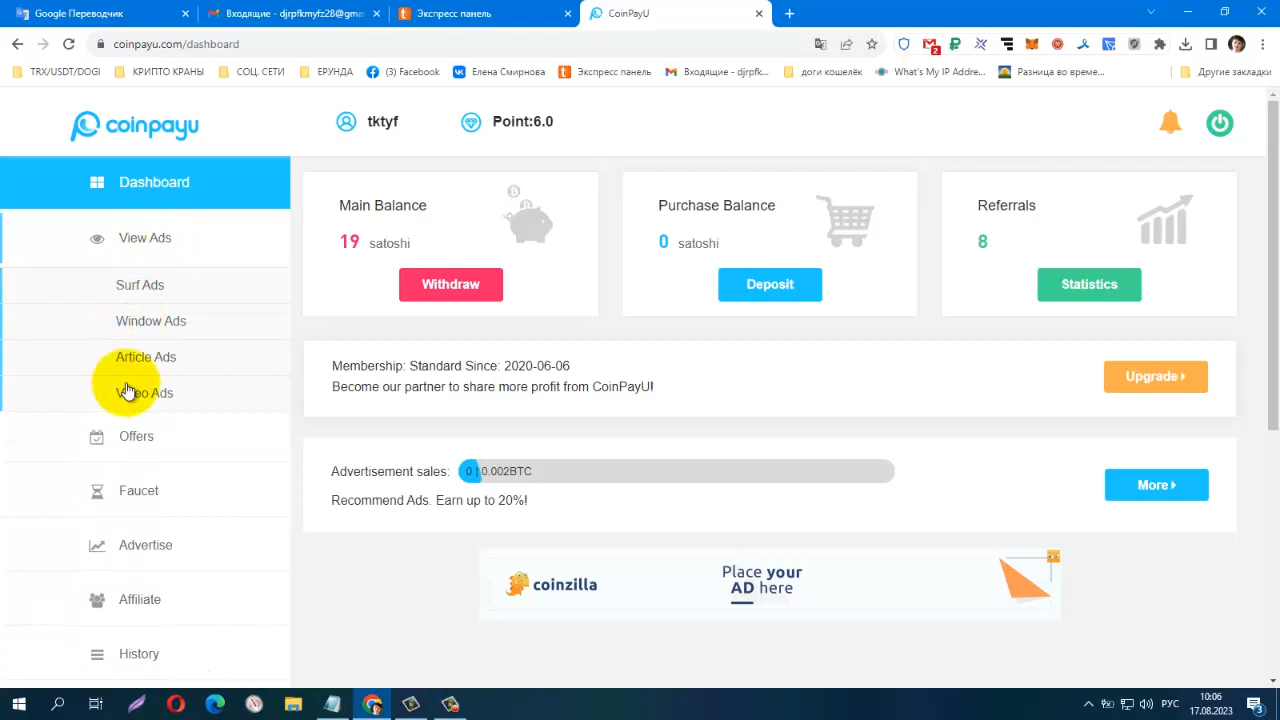 Google Переводчик
Входящие - djrpfkmyfz28@gmai
Экспресс панель
CoinPayU
coinpayu.com/dashboard
2
TRX/USDT/DOGI
КРИПТО КРАНЫ
СОЦ. СЕТИ
ЕРУНДА
(3) Facebook
Елена Смирнова
Экспресс панель
Входящие - djrpfk...
доги кошелёк
What's My IP Addre...
Разница во време...
Другие закладки
coinpayu
tktyf
Point:6.0
Dashboard
View Ads
Surf Ads
Window Ads
Article Ads
Video Ads
Offers
Faucet
Advertise
Affiliate
History
Main Balance
19 satoshi
Withdraw
Purchase Balance
0 satoshi
Deposit
Referrals
8
Statistics
Membership: Standard Since: 2020-06-06
Become our partner to share more profit from CoinPayU!
Upgrade
Advertisement sales: 0 | 0.002BTC
Recommend Ads. Earn up to 20%!
More
coinzilla
Place your
AD here
РУС
10:06
17.08.2023
3